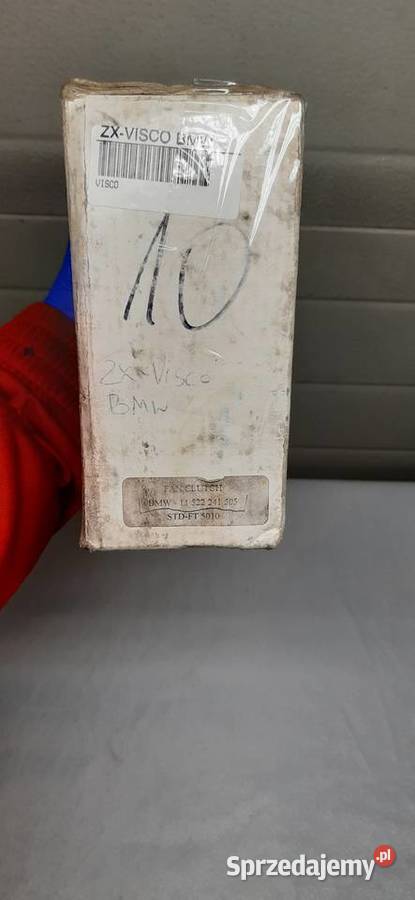 ZX-VISCO BMW
VISCO
10
ZX-Visco
BMW
FAN CLUTCH
BMW - 11 522 241 505
STD-FT 5010
Sprzedajemy.pl